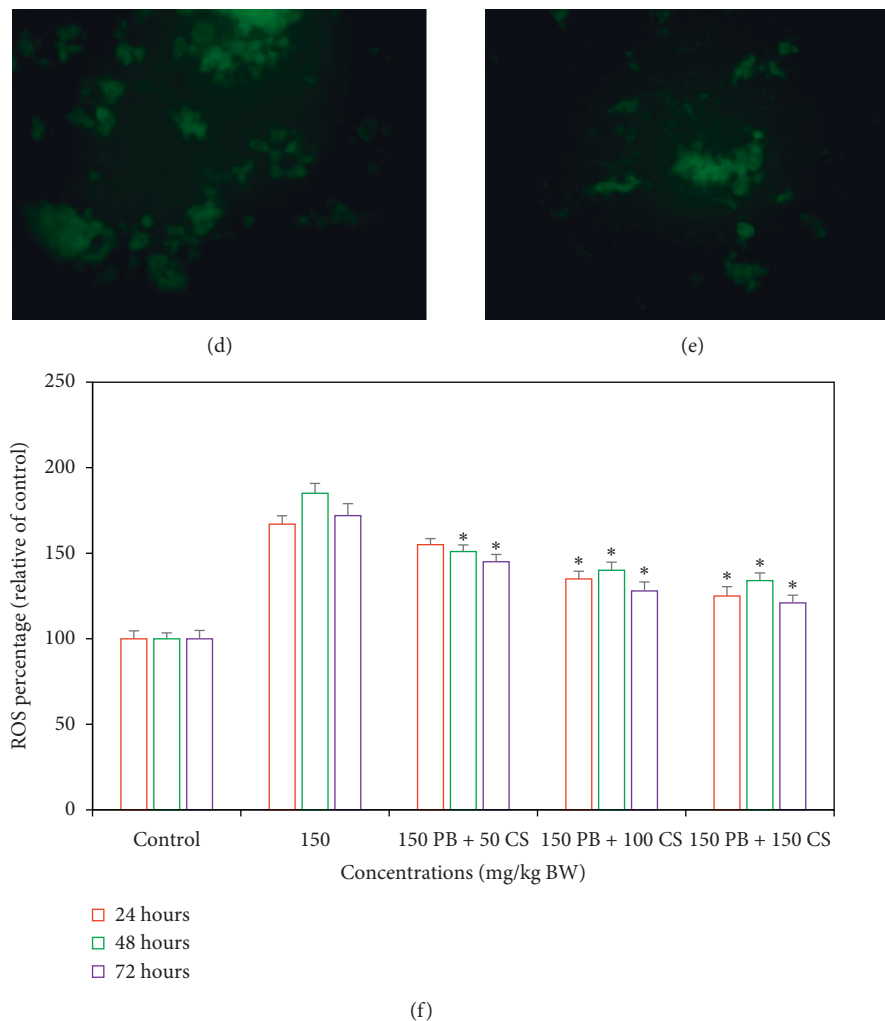 (d)
(e)
ROS percentage (relative of control)
250
200
150
100
50
0
* * * * * * * *
Control 150 150 PB + 50 CS 150 PB + 100 CS 150 PB + 150 CS
Concentrations (mg/kg BW)
24 hours
48 hours
72 hours
(f)